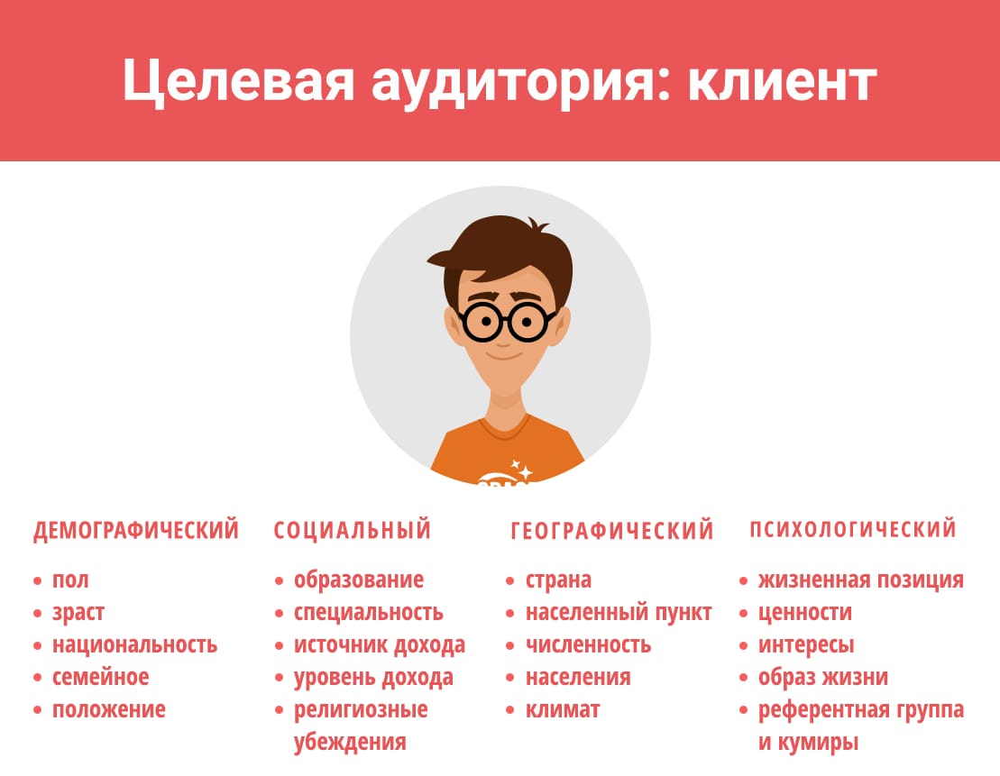 Целевая аудитория: клиент
ДЕМОГРАФИЧЕСКИЙ
• пол
• зраст
• национальность
• семейное
• положение
СОЦИАЛЬНЫЙ
• образование
• специальность
• источник дохода
• уровень дохода
• религиозные
убеждения
ГЕОГРАФИЧЕСКИЙ
• страна
• населенный пункт
• численность
• населения
• климат
ПСИХОЛОГИЧЕСКИЙ
• жизненная позиция
• ценности
• интересы
• образ жизни
• референтная группа
и кумиры